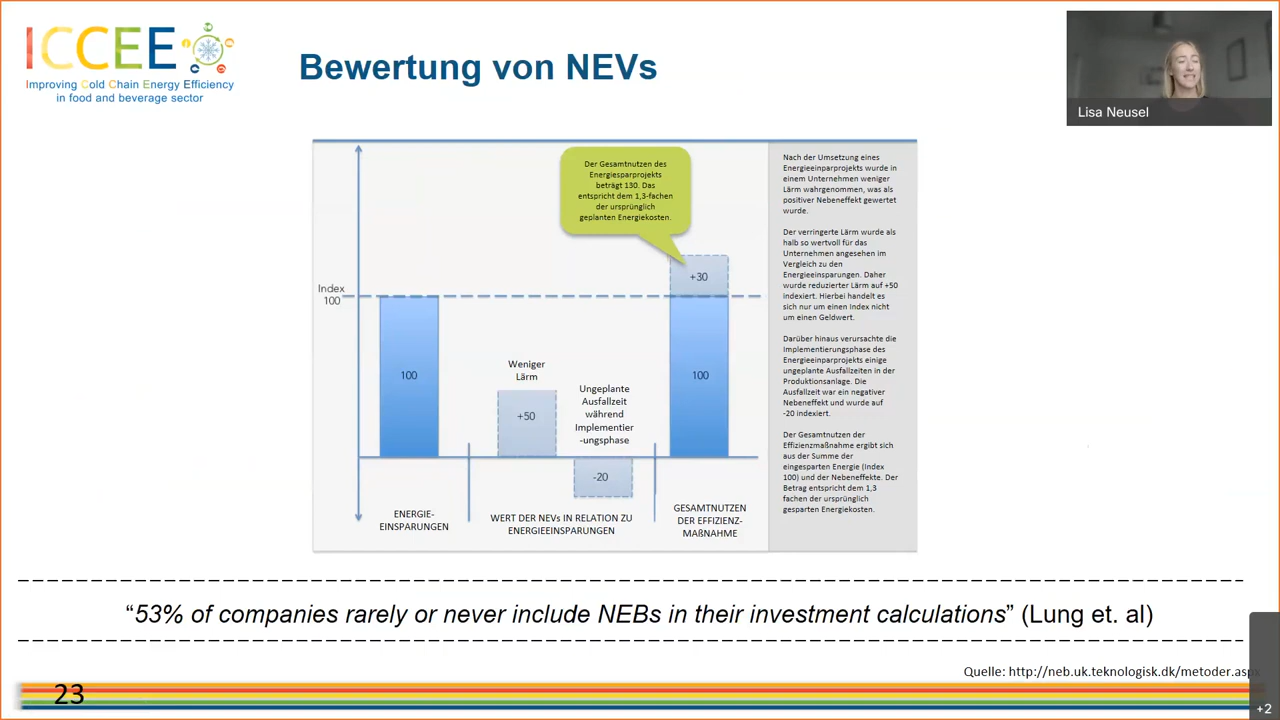 ICCEE
Improving Cold Chain Energy Efficiency
in food and beverage sector
Bewertung von NEVs
Lisa Neusel
Der Gesamtnutzen des
Energiesparprojekts
beträgt 130. Das
entspricht dem 1,3-fachen
der ursprünglich
geplanten Energiekosten.
+30
Index
100
100
Weniger
Lärm
+50
Ungeplante
Ausfallzeit
während
Implementier
-ungsphase
-20
100
ENERGIE-
EINSPARUNGEN
WERT DER NEVs IN RELATION ZU
ENERGIEEINSPARUNGEN
GESAMTNUTZEN
DER EFFIZENZ-
MAßNAHME
Nach der Umsetzung eines
Energieeinparprojekts wurde in
einem Unternehmen weniger
Lärm wahrgenommen, was als
positiver Nebeneffekt gewertet
wurde.
Der verringerte Lärm wurde als
halb so wertvoll für das
Unternehmen angesehen im
Vergleich zu den
Energieeinsparungen. Daher
wurde reduzierter Lärm auf +50
indexiert. Hierbei handelt es
sich nur um einen Index nicht
um einen Geldwert.
Darüber hinaus verursachte die
Implementierungsphase des
Energieeinparprojekts einige
ungeplante Ausfallzeiten in der
Produktionsanlage. Die
Ausfallzeit war ein negativer
Nebeneffekt und wurde auf
-20 indexiert.
Der Gesamtnutzen der
Effizienzmaßnahme ergibt sich
aus der Summe der
eingesparten Energie (Index
100) und der Nebeneffekte. Der
Betrag entspricht dem 1,3
fachen der ursprünglich
gesparten Energiekosten.
“53% of companies rarely or never include NEBs in their investment calculations” (Lung et. al)
Quelle: http://neb.uk.teknologisk.dk/metoder.aspx
23
+2